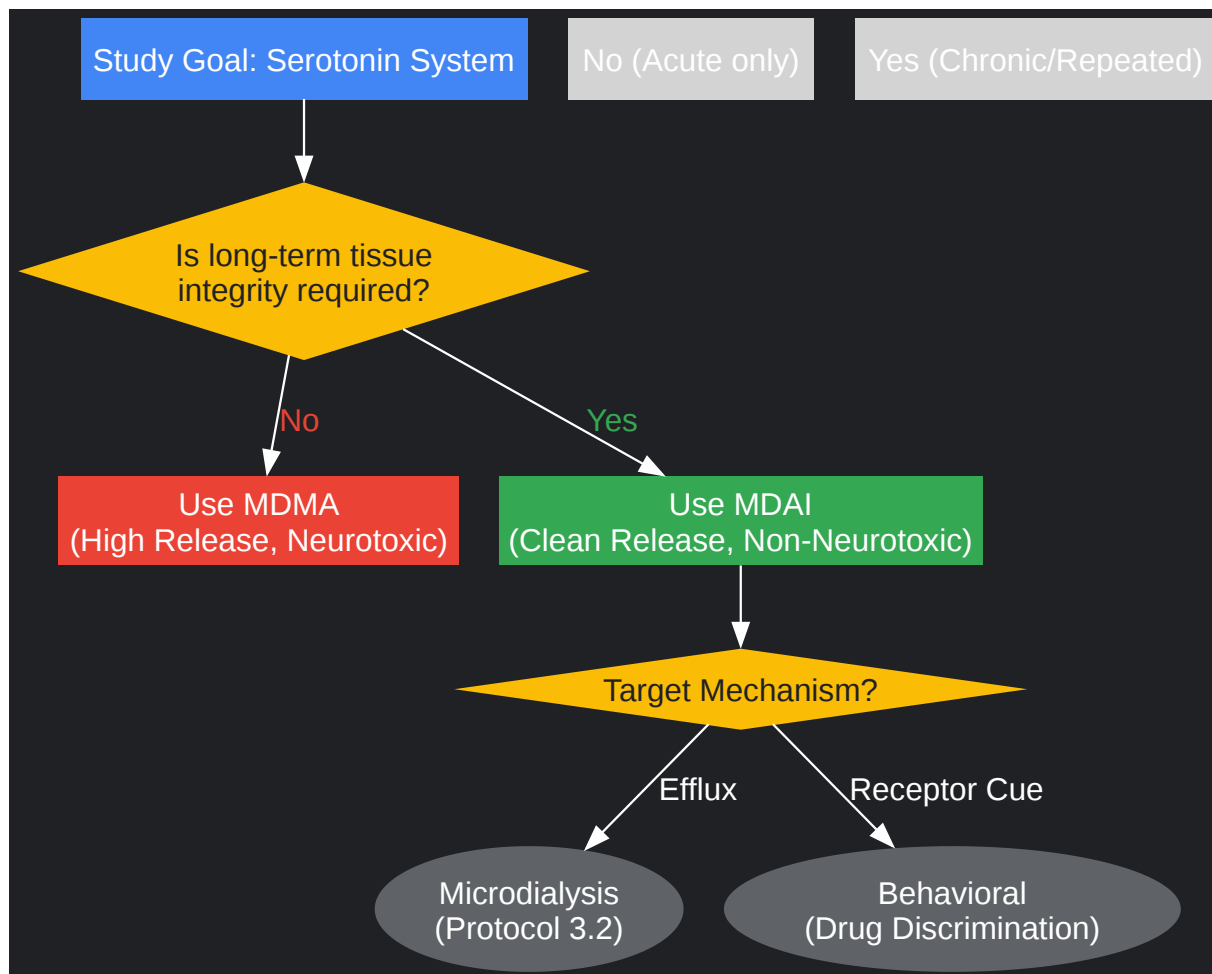 Study Goal: Serotonin System
No (Acute only)
Yes (Chronic/Repeated)
Is long-term tissue
integrity required?
No
Yes
Use MDMA
(High Release, Neurotoxic)
Use MDAI
(Clean Release, Non-Neurotoxic)
Target Mechanism?
Efflux
Receptor Cue
Microdialysis
(Protocol 3.2)
Behavioral
(Drug Discrimination)